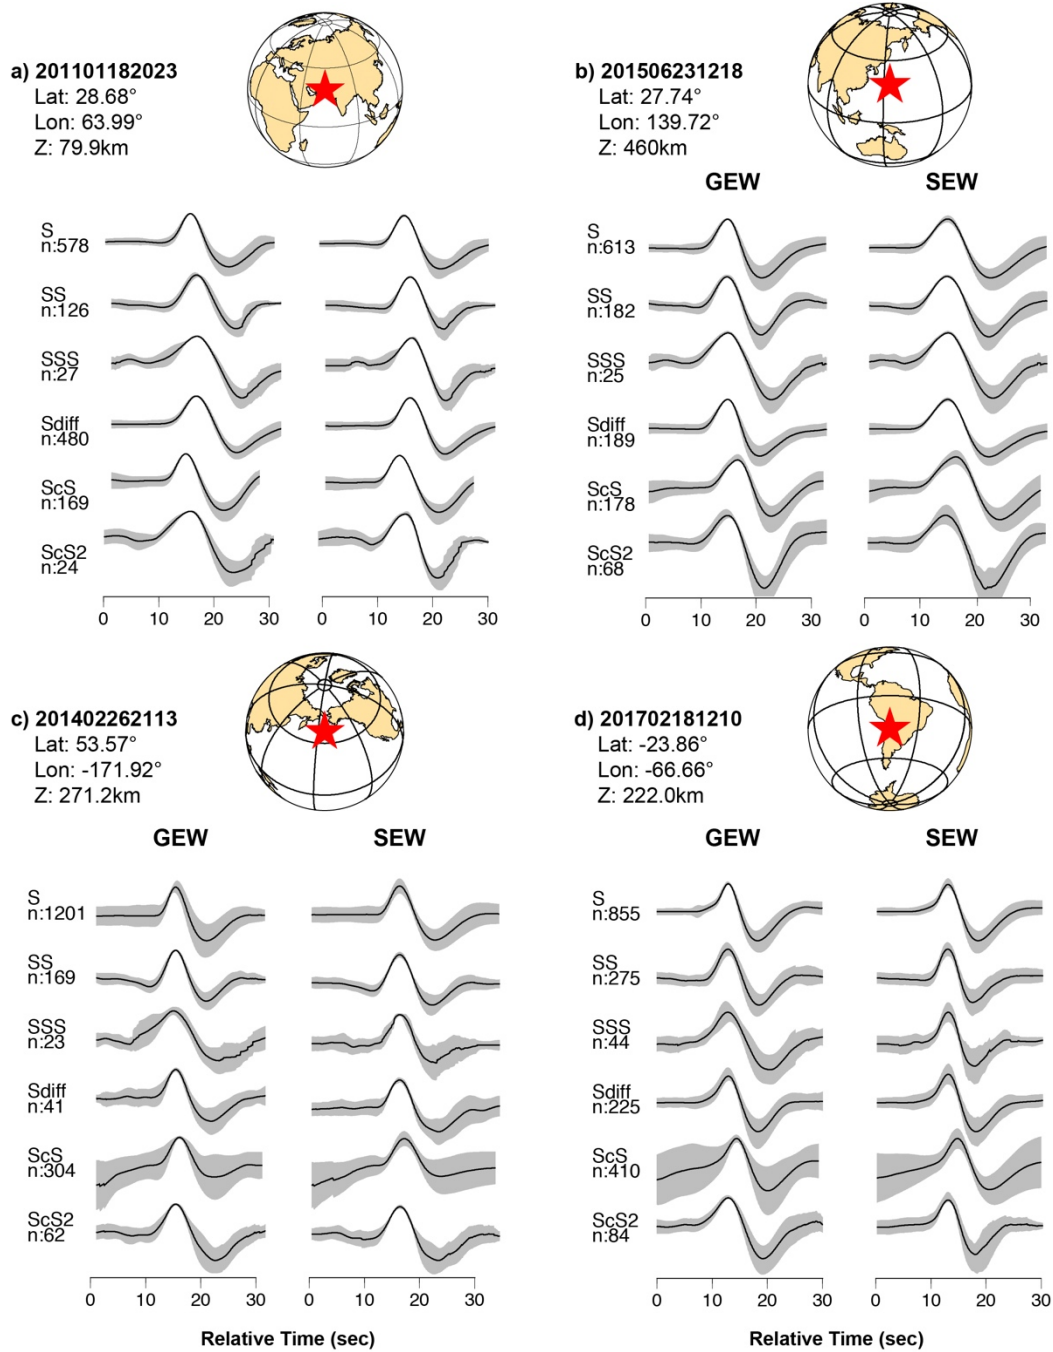 a) 201101182023
Lat: 28.68°
Lon: 63.99°
Z: 79.9km
S
n:578
SS
n:126
SSS
n:27
Sdiff
n:480
ScS
n:169
ScS2
n:24
0 10 20 30
0 10 20 30
b) 201506231218
Lat: 27.74°
Lon: 139.72°
Z: 460km
GEW SEW
S
n:613
SS
n:182
SSS
n:25
Sdiff
n:189
ScS
n:178
ScS2
n:68
0 10 20 30
0 10 20 30
c) 201402262113
Lat: 53.57°
Lon: -171.92°
Z: 271.2km
GEW SEW
S
n:1201
SS
n:169
SSS
n:23
Sdiff
n:41
ScS
n:304
ScS2
n:62
0 10 20 30
0 10 20 30
Relative Time (sec)
d) 201702181210
Lat: -23.86°
Lon: -66.66°
Z: 222.0km
GEW SEW
S
n:855
SS
n:275
SSS
n:44
Sdiff
n:225
ScS
n:410
ScS2
n:84
0 10 20 30
0 10 20 30
Relative Time (sec)